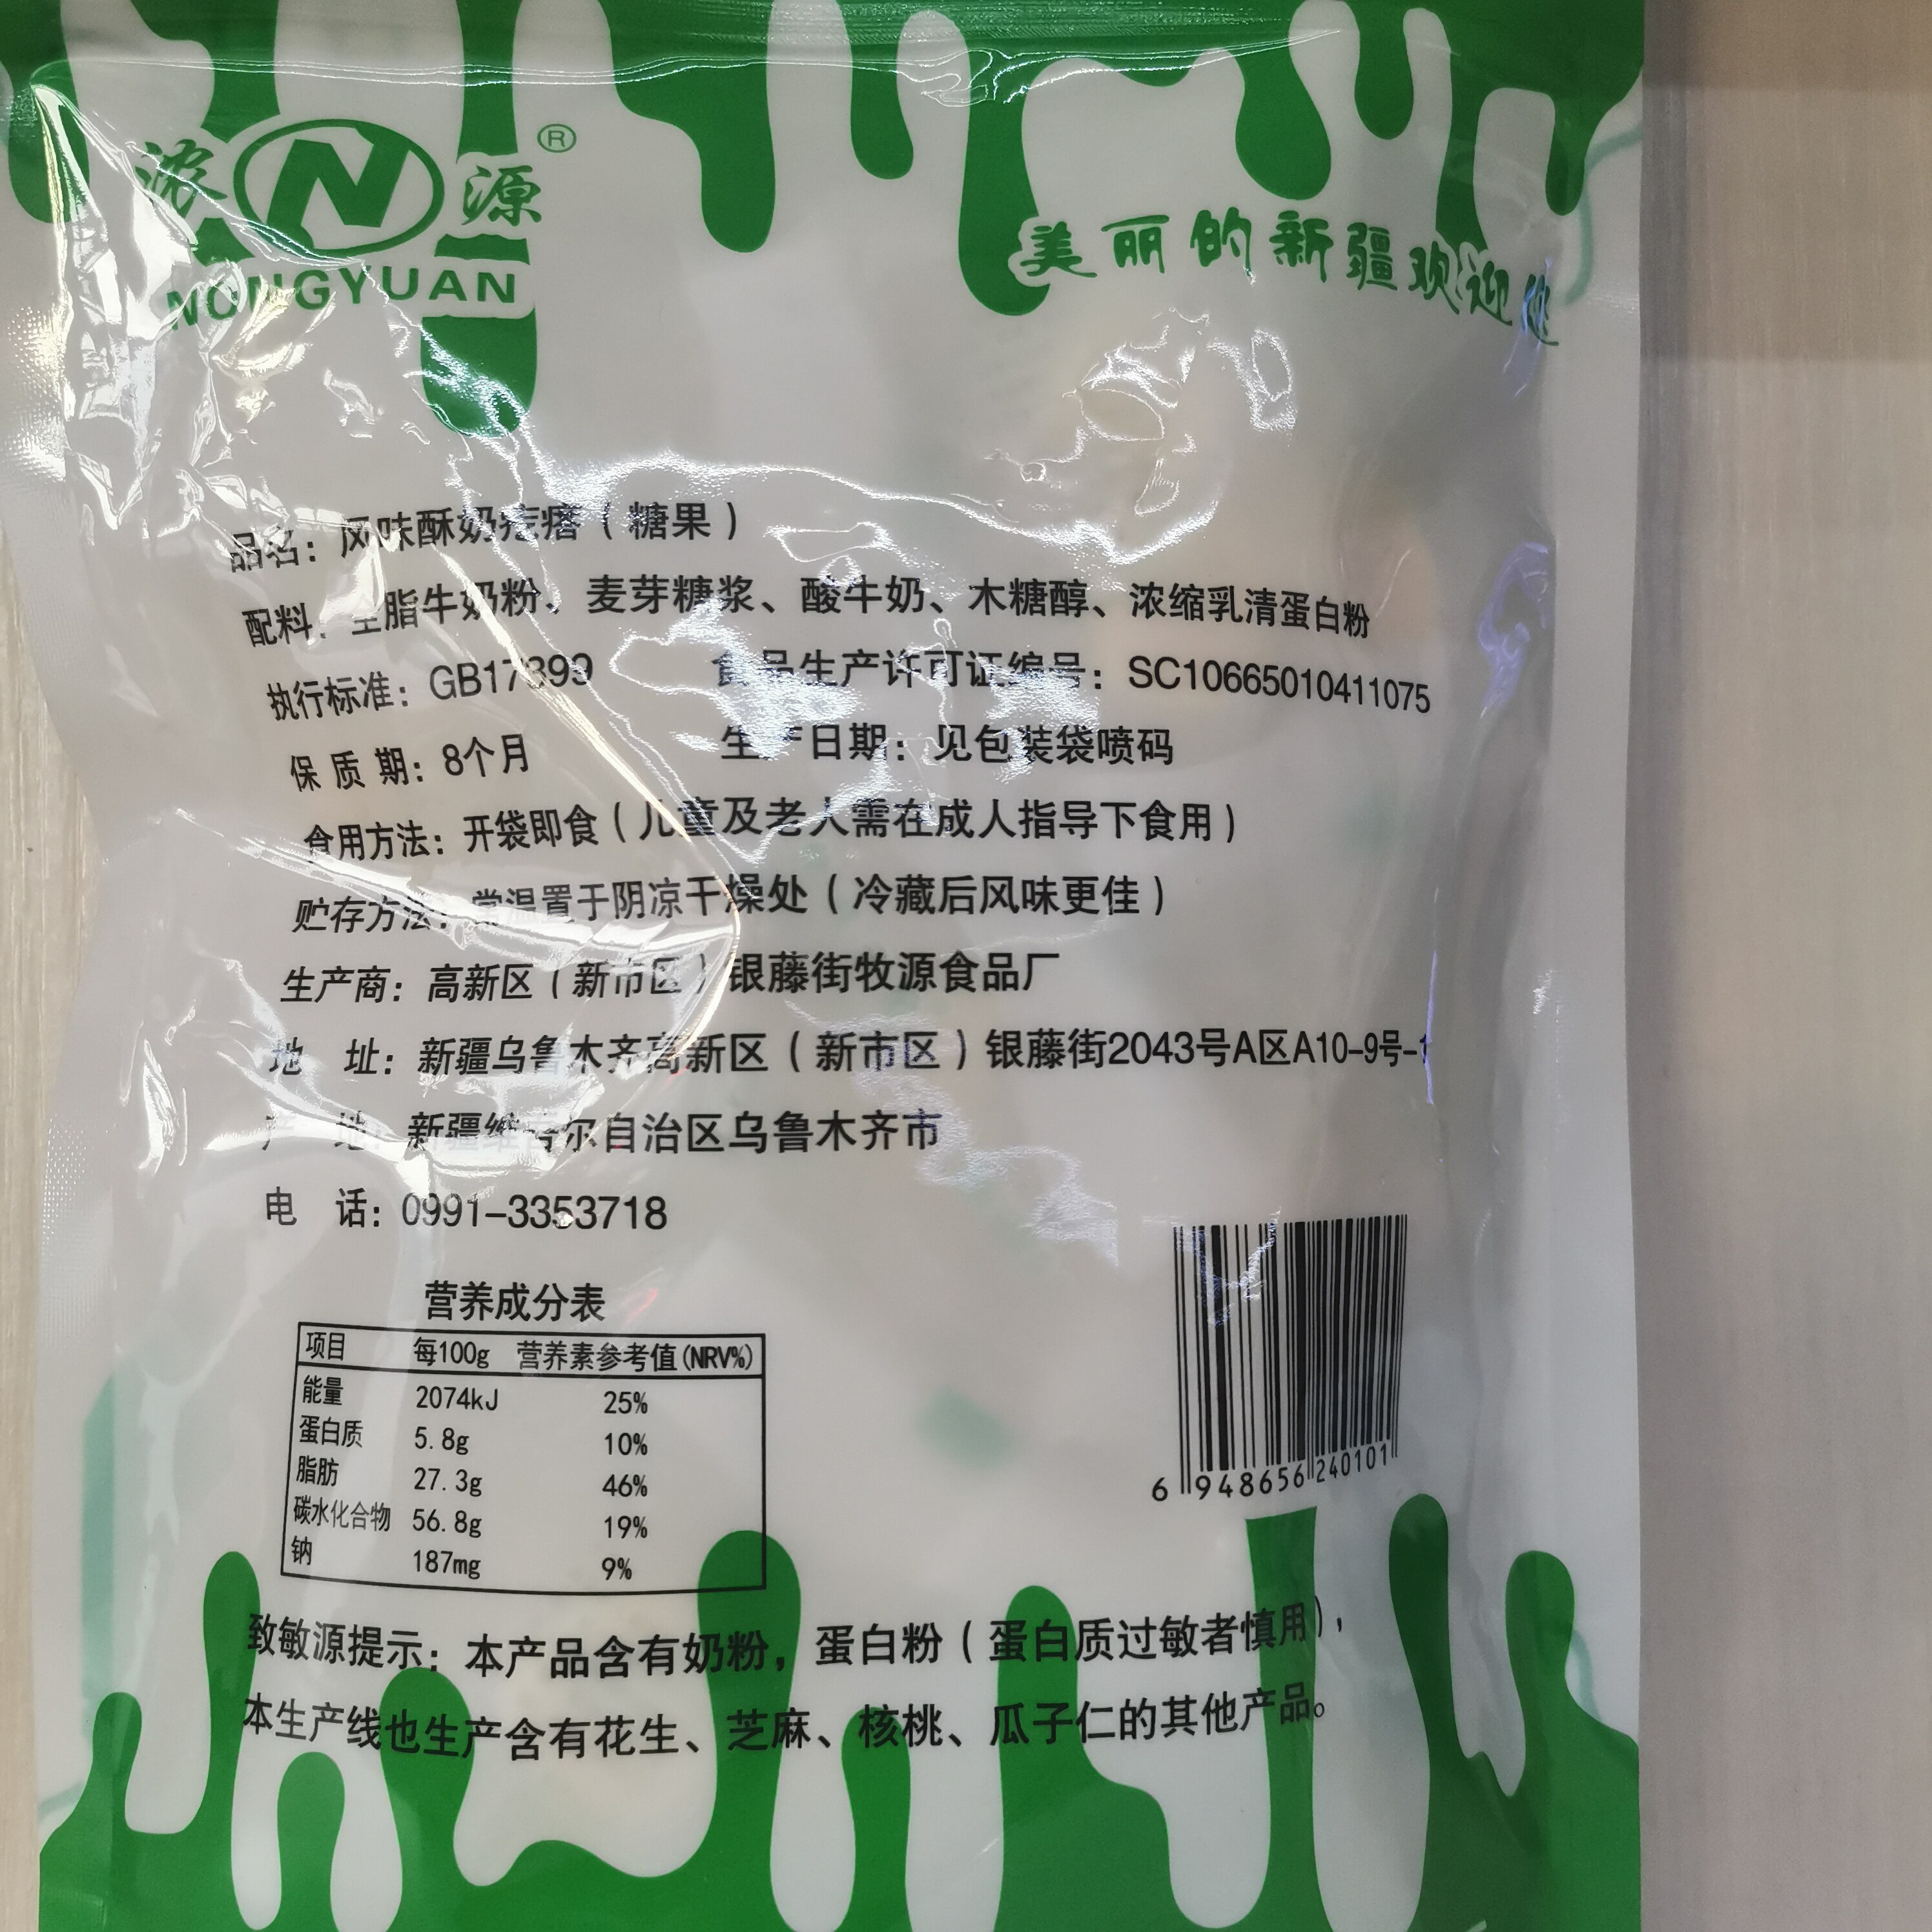 浓 N 源 ®
NONGYUAN
美丽的新疆欢迎您
品名：风味酥奶疙瘩（糖果）
配料：全脂牛奶粉、麦芽糖浆、酸牛奶、木糖醇、浓缩乳清蛋白粉
执行标准：GB17399 食品生产许可证编号：SC10665010411075
保质期：8个月 生产日期：见包装袋喷码
食用方法：开袋即食（儿童及老人需在成人指导下食用）
贮存方法：常温置于阴凉干燥处（冷藏后风味更佳）
生产商：高新区（新市区）银藤街牧源食品厂
地 址：新疆乌鲁木齐高新区（新市区）银藤街2043号A区A10-9号-1
产 地：新疆维吾尔自治区乌鲁木齐市
电 话：0991-3353718
营养成分表
项目 每100g 营养素参考值(NRV%)
能量 2074kJ 25%
蛋白质 5.8g 10%
脂肪 27.3g 46%
碳水化合物 56.8g 19%
钠 187mg 9%
6 948656 240101
致敏源提示：本产品含有奶粉，蛋白粉（蛋白质过敏者慎用），
本生产线也生产含有花生、芝麻、核桃、瓜子仁的其他产品。